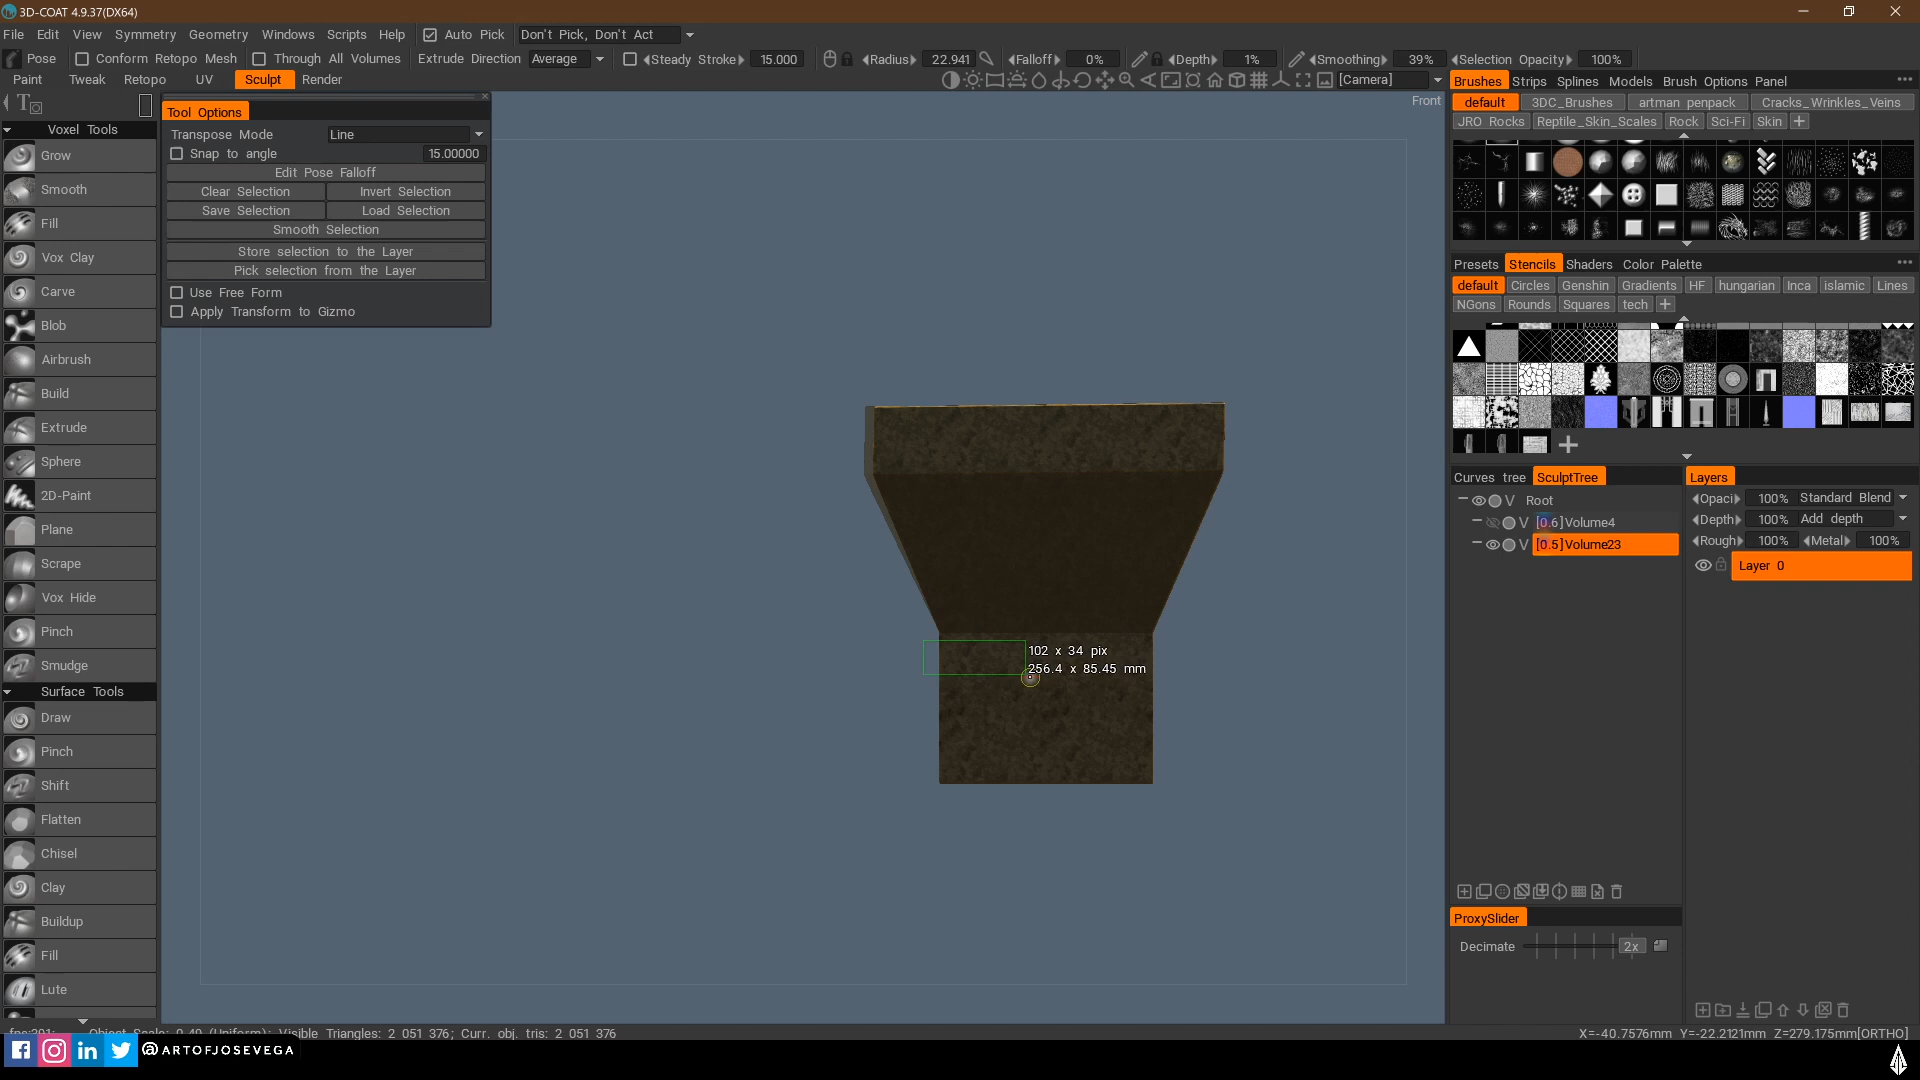 3D-COAT 4.9.37(DX64)
File Edit View Symmetry Geometry Windows Scripts Help Auto Pick Don't Pick, Don't Act
Pose Conform Retopo Mesh Through All Volumes Extrude Direction Average Steady Stroke 15.000 Radius 22.941 Falloff 0% Depth 1% Smoothing 39% Selection Opacity 100%
Paint Tweak Retopo UV Sculpt Render [Camera]
Front
Tool Options
Transpose Mode Line
Snap to angle 15.00000
Edit Pose Falloff
Clear Selection Invert Selection
Save Selection Load Selection
Smooth Selection
Store selection to the Layer
Pick selection from the Layer
Use Free Form
Apply Transform to Gizmo
Voxel Tools
Grow
Smooth
Fill
Vox Clay
Carve
Blob
Airbrush
Build
Extrude
Sphere
2D-Paint
Plane
Scrape
Vox Hide
Pinch
Smudge
Surface Tools
Draw
Pinch
Shift
Flatten
Chisel
Clay
Buildup
Fill
Lute
102 x 34 pix
256.4 x 85.45 mm
Brushes Strips Splines Models Brush Options Panel
default 3DC_Brushes artman penpack Cracks_Wrinkles_Veins
JRO Rocks Reptile_Skin_Scales Rock Sci-Fi Skin
Presets Stencils Shaders Color Palette
default Circles Genshin Gradients HF hungarian Inca islamic Lines
NGons Rounds Squares tech
Curves tree SculptTree
V Root
V [0.6]Volume4
V [0.5]Volume23
Layers
Opaci 100% Standard Blend
Depth 100% Add depth
Rough 100% Metal 100%
Layer 0
ProxySlider
Decimate 2x
Object Scale: 0.49 (Uniform); Visible Triangles: 2 051 376; Curr. obj. tris: 2 051 376
X=-40.7576mm Y=-22.2121mm Z=279.175mm[ORTHO]
@ARTOFJOSEVEGA